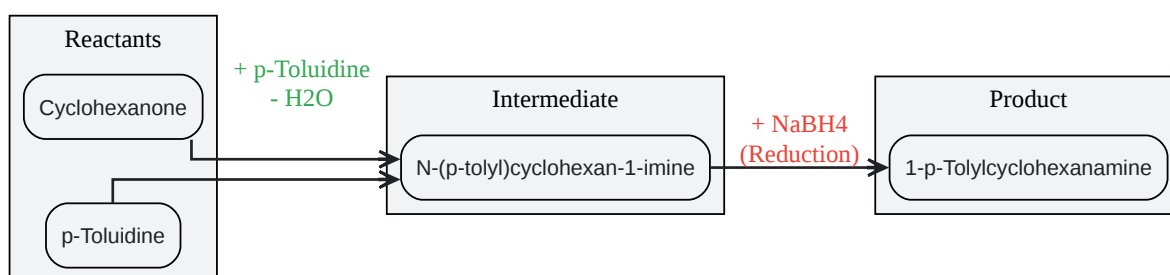 Reactants
Cyclohexanone
p-Toluidine
+ p-Toluidine
- H2O
Intermediate
N-(p-tolyl)cyclohexan-1-imine
+ NaBH4
(Reduction)
Product
1-p-Tolylcyclohexanamine